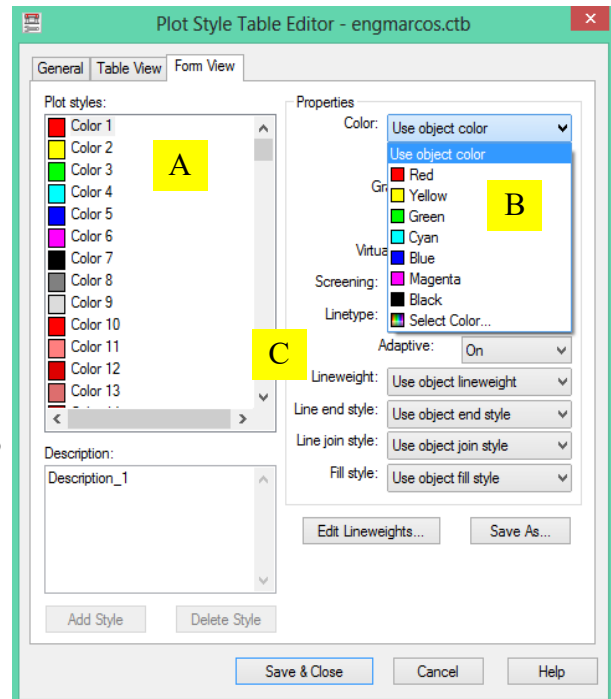 Plot Style Table Editor - engmarcos.ctb
General Table View Form View
Plot styles:
Color 1
Color 2
Color 3
Color 4
Color 5
Color 6
Color 7
Color 8
Color 9
Color 10
Color 11
Color 12
Color 13
A
Description:
Description_1
Add Style Delete Style
Properties
Color: Use object color
Use object color
Red
Yellow
Green
Cyan
Blue
Magenta
Black
Select Color...
B
Screening:
Linetype:
C
Adaptive: On
Lineweight: Use object lineweight
Line end style: Use object end style
Line join style: Use object join style
Fill style: Use object fill style
Edit Lineweights... Save As...
Save & Close Cancel Help